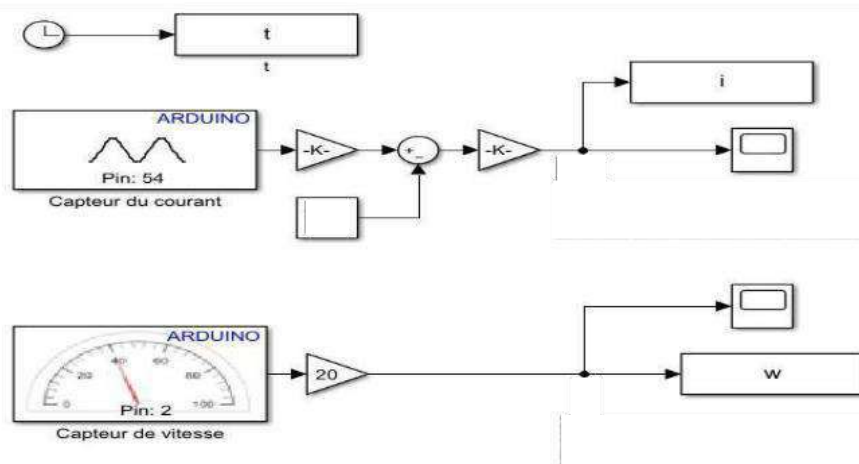 t
t
i
ARDUINO
-K-
+
-
-K-
Pin: 54
Capteur du courant
ARDUINO
0
20
40
60
80
100
Pin: 2
20
w
Capteur de vitesse